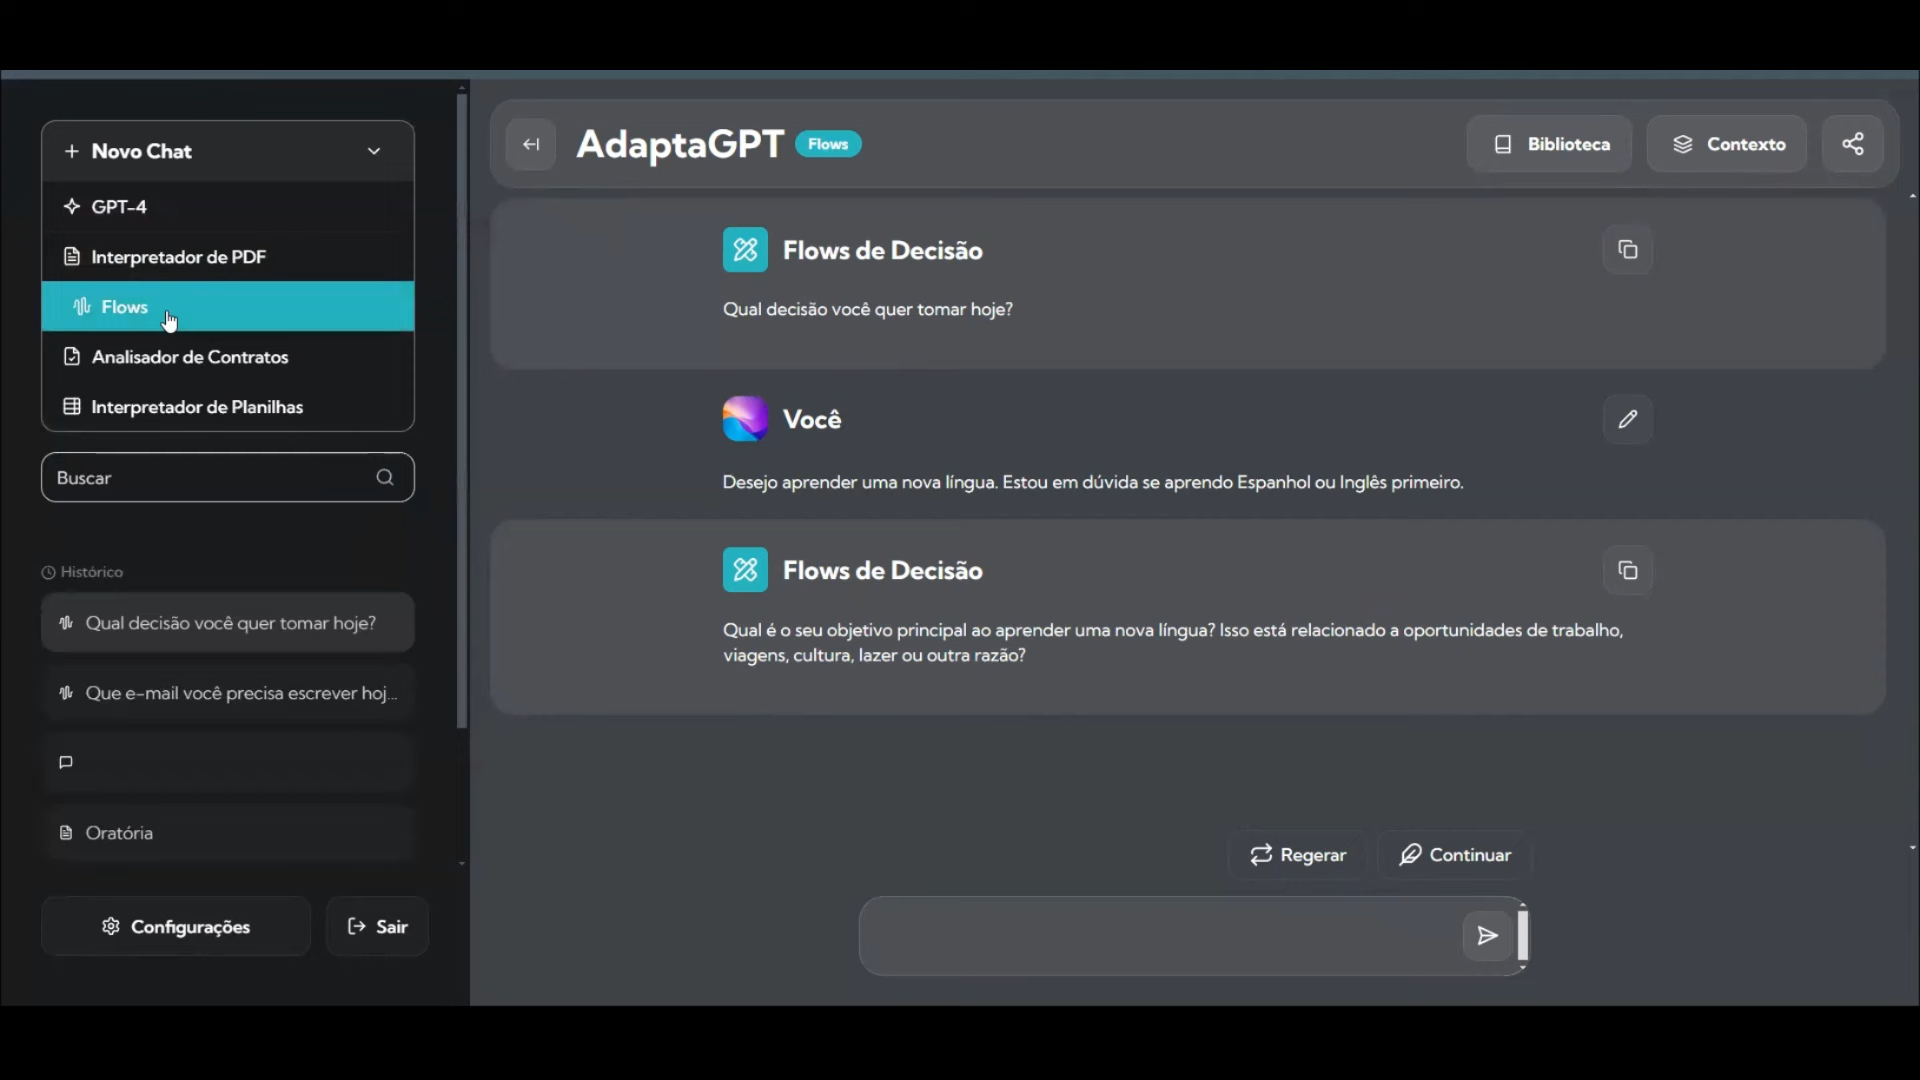 Novo Chat
GPT-4
Interpretador de PDF
Flows
Analisador de Contratos
Interpretador de Planilhas
Buscar
Histórico
Qual decisão você quer tomar hoje?
Que e-mail você precisa escrever hoj...
Oratória
Configurações
Sair
AdaptaGPT
Flows
Biblioteca
Contexto
Flows de Decisão
Qual decisão você quer tomar hoje?
Você
Desejo aprender uma nova língua. Estou em dúvida se aprendo Espanhol ou Inglês primeiro.
Flows de Decisão
Qual é o seu objetivo principal ao aprender uma nova língua? Isso está relacionado a oportunidades de trabalho,
viagens, cultura, lazer ou outra razão?
Regerar
Continuar